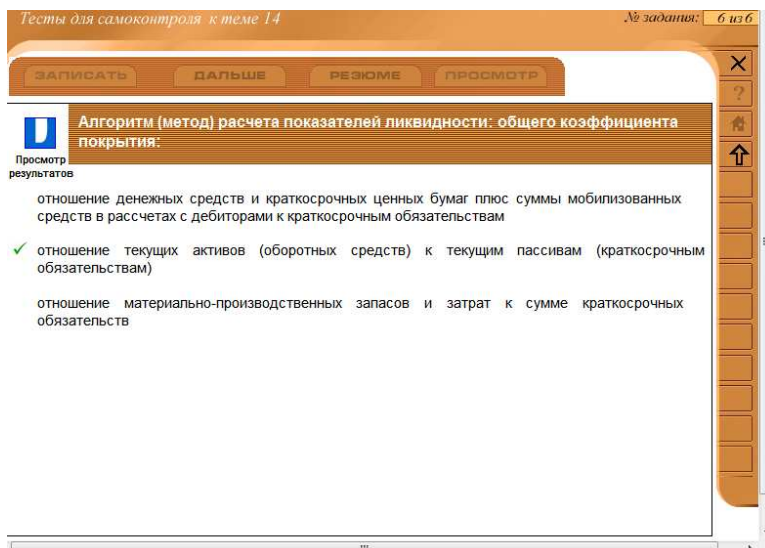 Тесты для самоконтроля к теме 14
№ задания: 6 из 6
ЗАПИСАТЬ ДАЛЬШЕ РЕЗЮМЕ ПРОСМОТР
Алгоритм (метод) расчета показателей ликвидности: общего коэффициента
покрытия:
Просмотр
результатов
отношение денежных средств и краткосрочных ценных бумаг плюс суммы мобилизованных
средств в рассчетах с дебиторами к краткосрочным обязательствам
отношение текущих активов (оборотных средств) к текущим пассивам (краткосрочным
обязательствам)
отношение материально-производственных запасов и затрат к сумме краткосрочных
обязательств